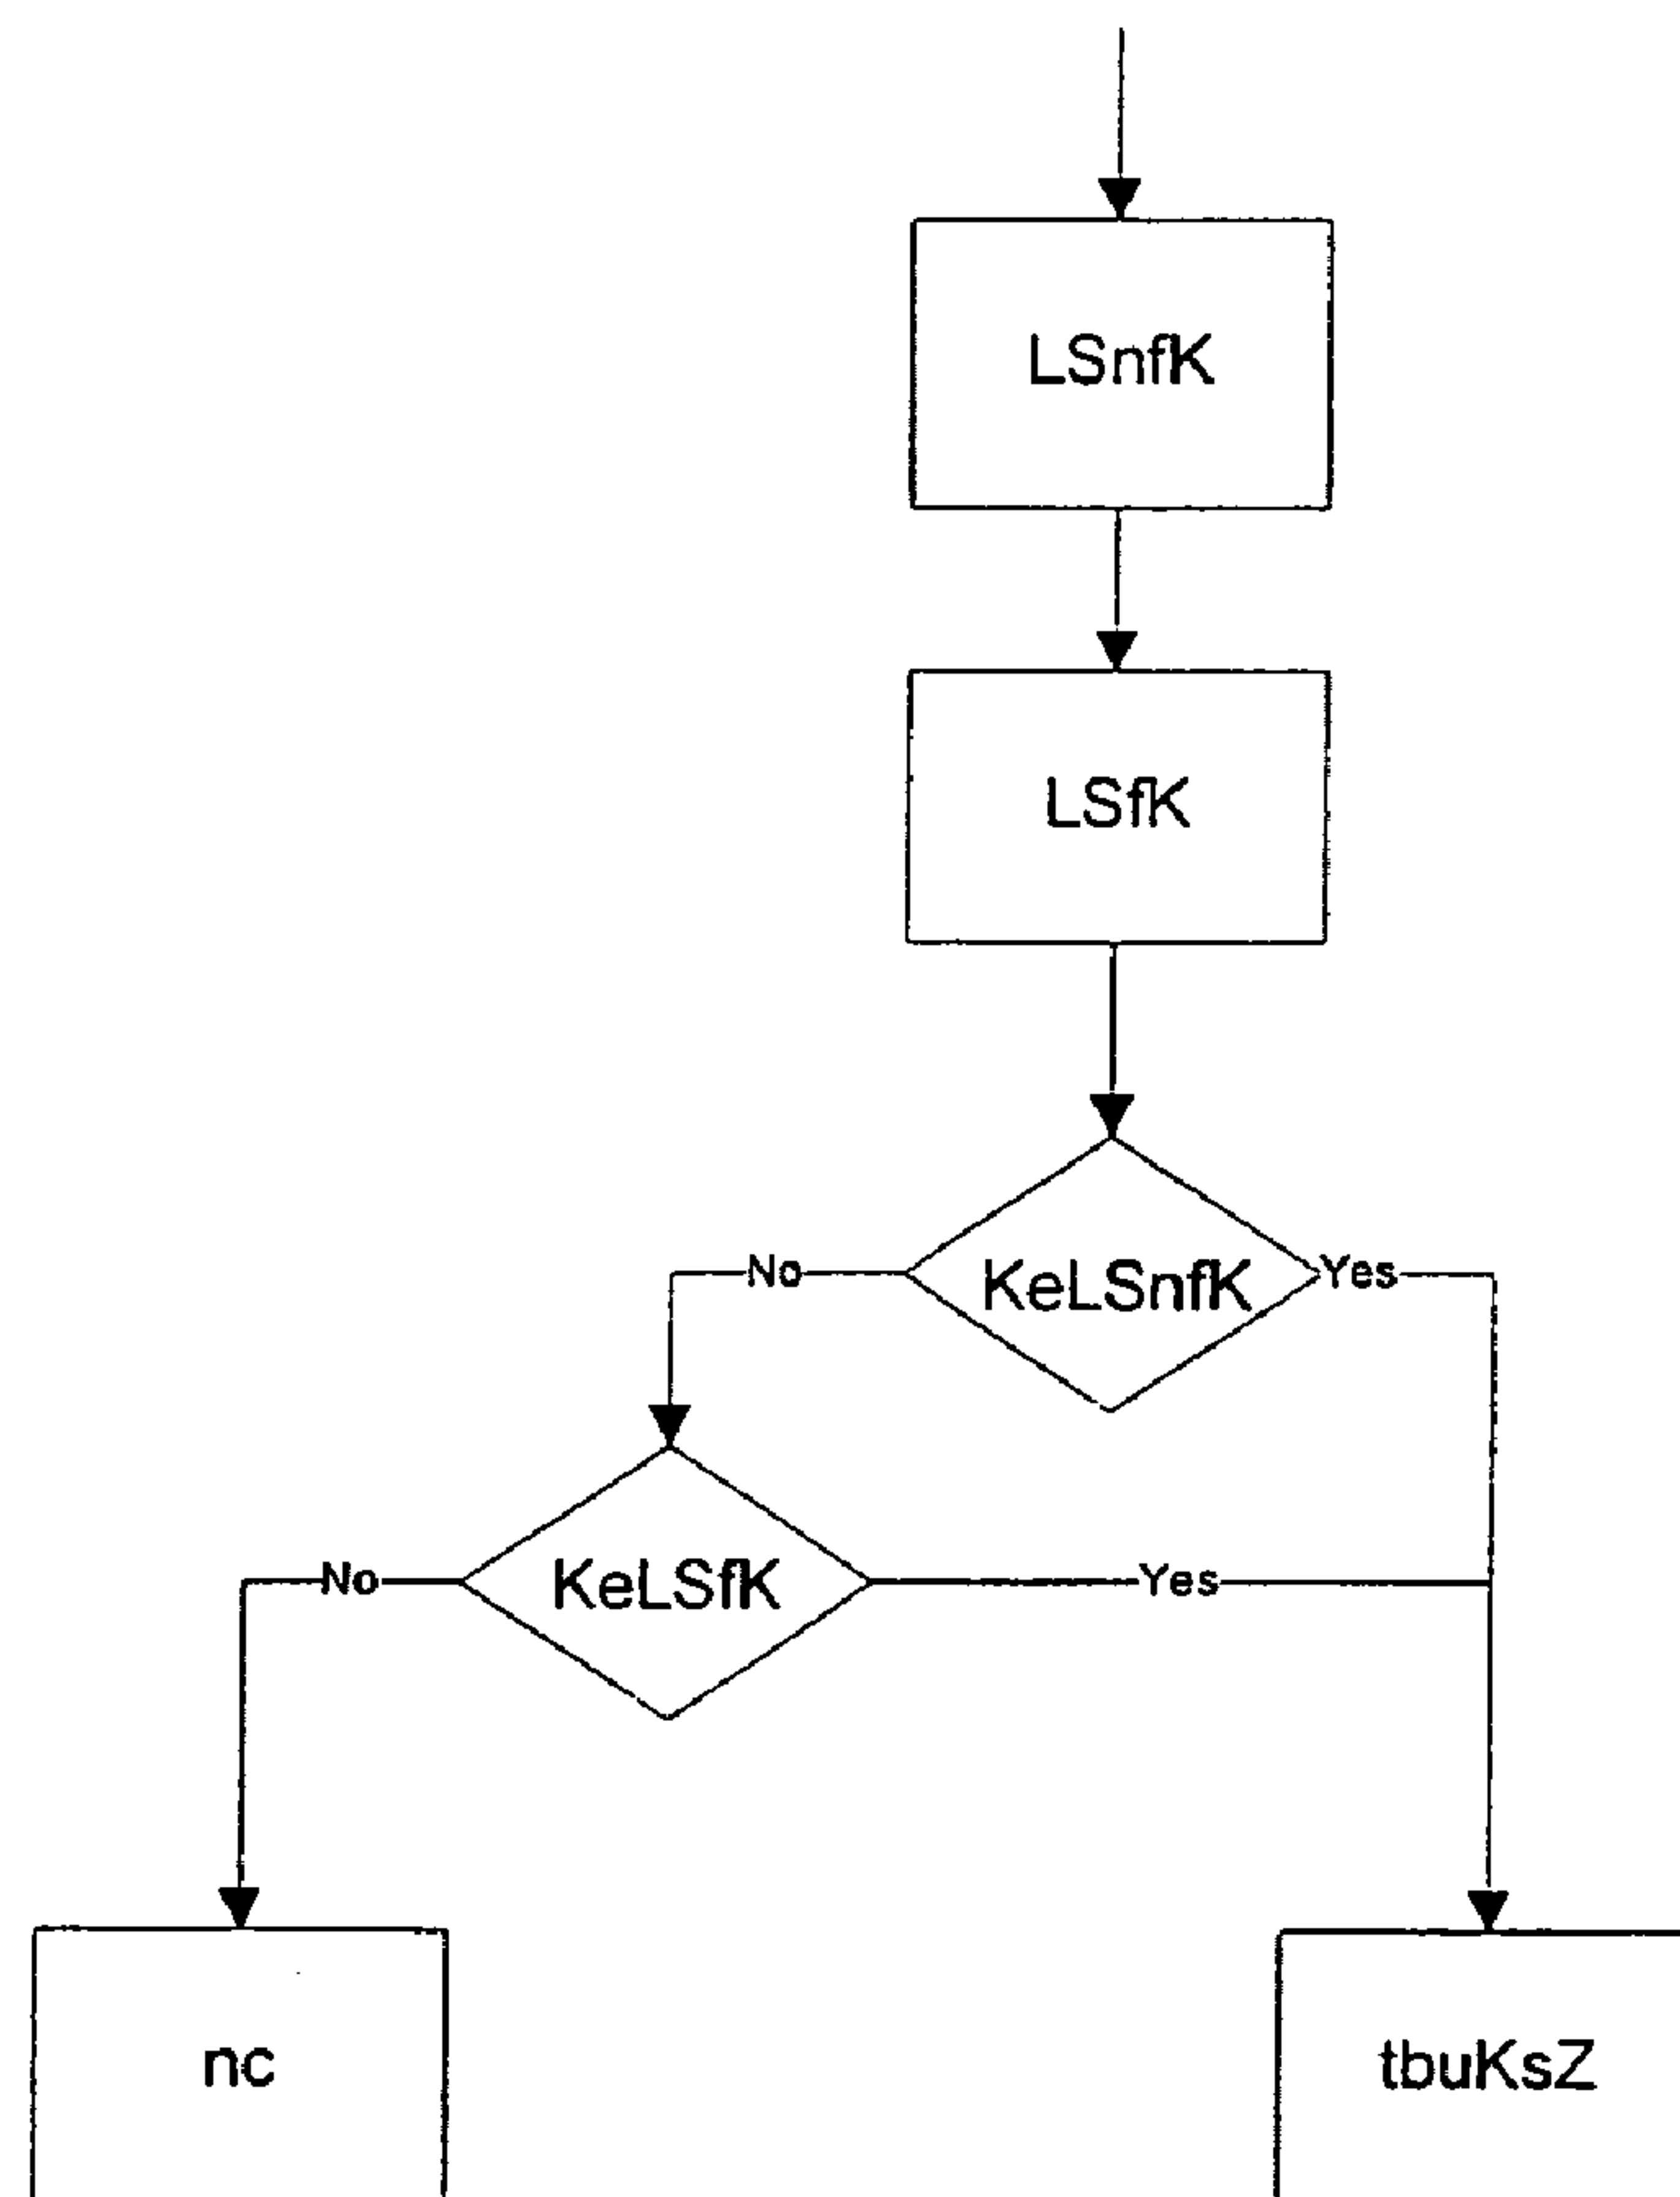 LSnfK
LSfK
No
KeLSnfK
Yes
No
KeLSfK
Yes
nc
tbuKsZ